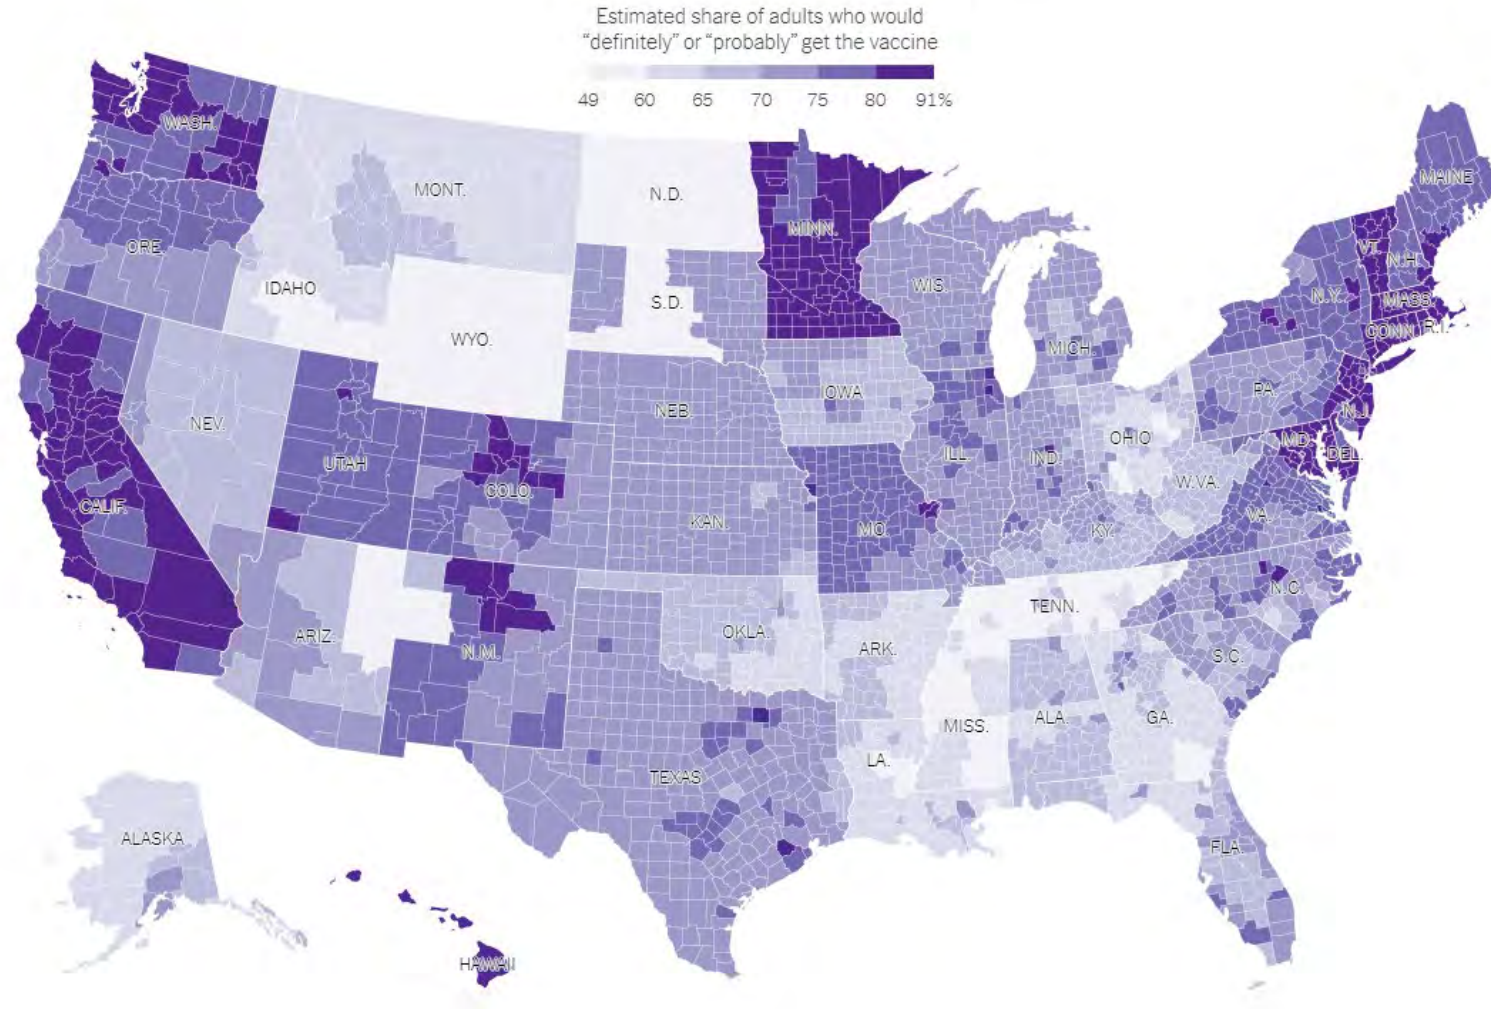 Estimated share of adults who would
“definitely” or “probably” get the vaccine
49 60 65 70 75 80 91%
WASH.
MONT.
N.D.
MINN.
MAINE
ORE.
IDAHO
S.D.
WIS.
VT.
N.H.
N.Y.
MASS.
CONN.
R.I.
WYO.
MICH.
NEV.
NEB.
IOWA
PA.
N.J.
UTAH
COLO.
ILL.
IND.
OHIO
MD.
DEL.
W.VA.
CALIF.
KAN.
MO.
KY.
VA.
ARIZ.
N.M.
OKLA.
ARK.
TENN.
N.C.
S.C.
MISS.
ALA.
GA.
TEXAS
LA.
ALASKA
FLA.
HAWAII